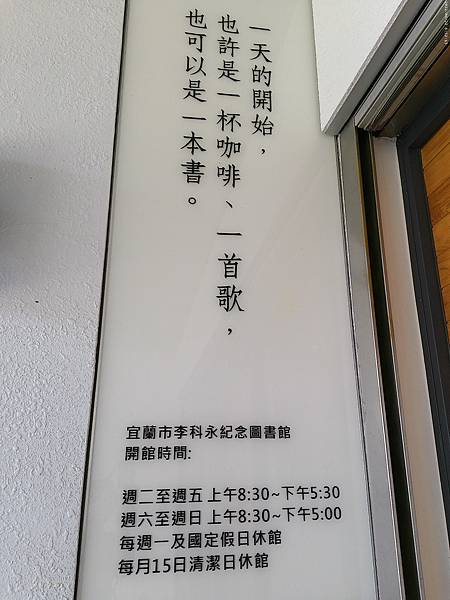 一天的開始，
也許是一杯咖啡、一首歌，
也可以是一本書。
宜蘭市李科永紀念圖書館
開館時間:
週二至週五 上午8:30~下午5:30
週六至週日 上午8:30~下午5:00
每週一及國定假日休館
每月15日清潔日休館